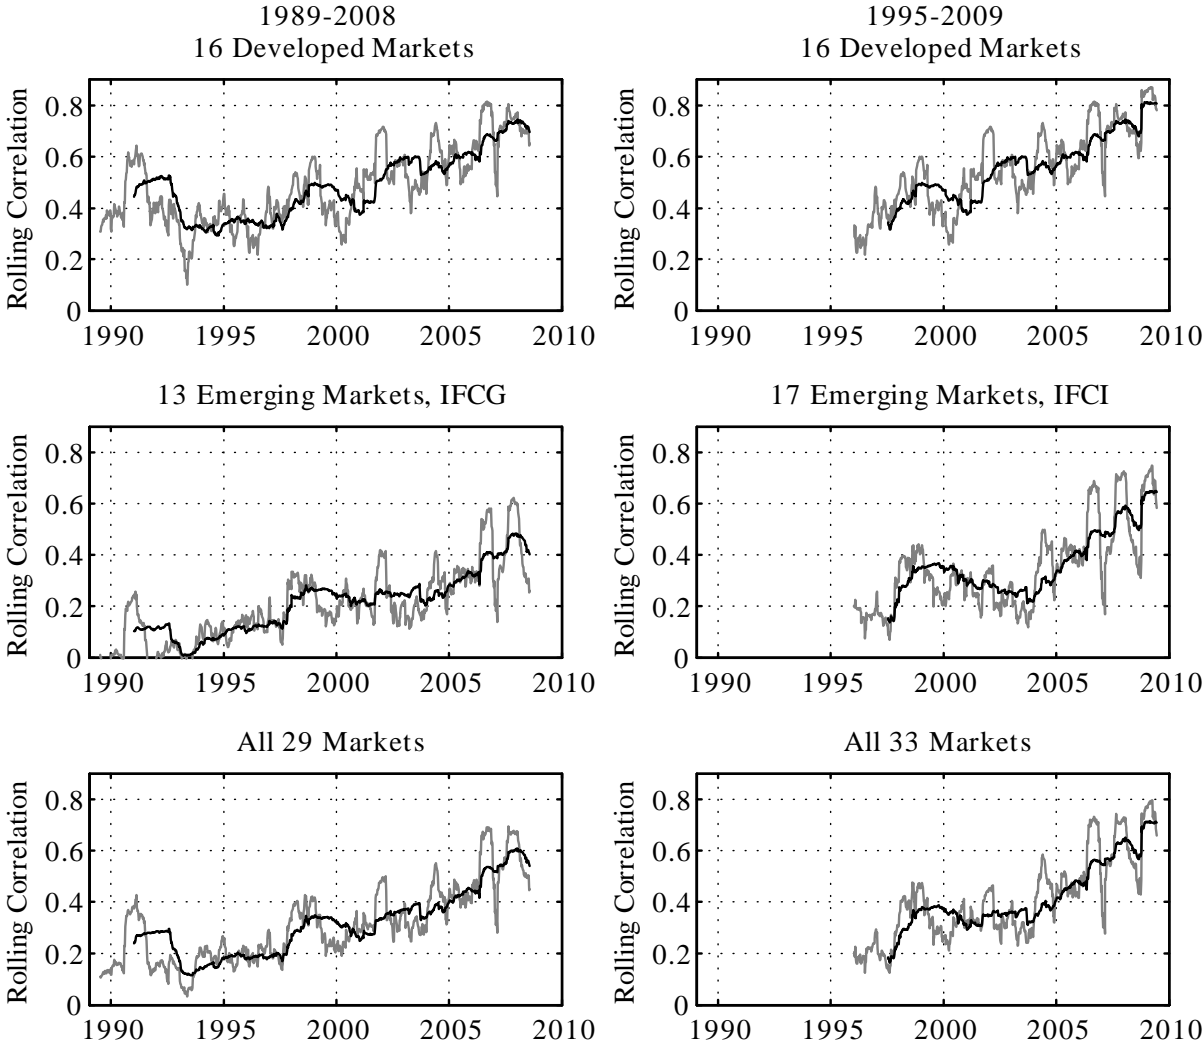 1989-2008
16 Developed Markets
Rolling Correlation
0.8
0.6
0.4
0.2
0
1990 1995 2000 2005 2010
1995-2009
16 Developed Markets
Rolling Correlation
0.8
0.6
0.4
0.2
0
1990 1995 2000 2005 2010
13 Emerging Markets, IFCG
Rolling Correlation
0.8
0.6
0.4
0.2
0
1990 1995 2000 2005 2010
17 Emerging Markets, IFCI
Rolling Correlation
0.8
0.6
0.4
0.2
0
1990 1995 2000 2005 2010
All 29 Markets
Rolling Correlation
0.8
0.6
0.4
0.2
0
1990 1995 2000 2005 2010
All 33 Markets
Rolling Correlation
0.8
0.6
0.4
0.2
0
1990 1995 2000 2005 2010